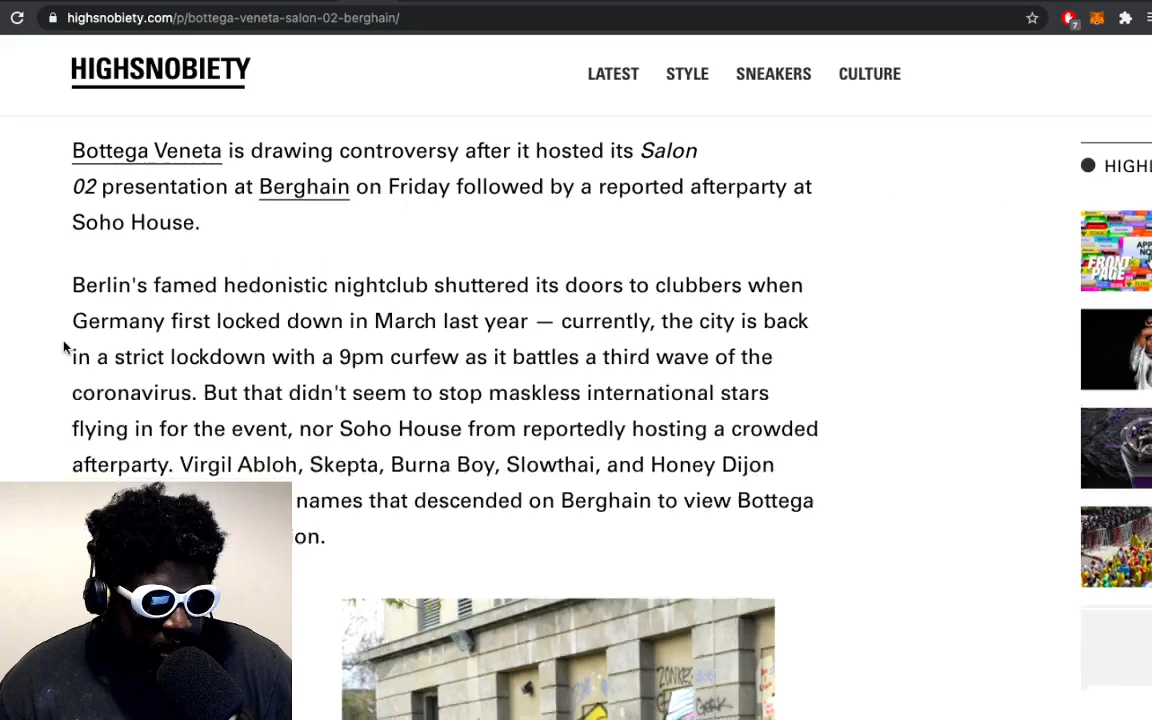 highsnobiety.com/p/bottega-veneta-salon-02-berghain/
7
HIGHSNOBIETY
LATEST STYLE SNEAKERS CULTURE
Bottega Veneta is drawing controversy after it hosted its Salon
02 presentation at Berghain on Friday followed by a reported afterparty at
Soho House.
HIGHL
Berlin's famed hedonistic nightclub shuttered its doors to clubbers when
Germany first locked down in March last year — currently, the city is back
in a strict lockdown with a 9pm curfew as it battles a third wave of the
coronavirus. But that didn't seem to stop maskless international stars
flying in for the event, nor Soho House from reportedly hosting a crowded
afterparty. Virgil Abloh, Skepta, Burna Boy, Slowthai, and Honey Dijon
names that descended on Berghain to view Bottega
on.
FRONT
PAGE